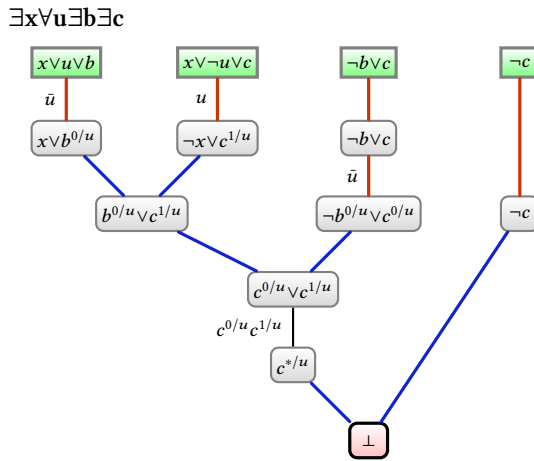 ∃x∀u∃b∃c
x∨u∨b x∨¬u∨c ¬b∨c ¬c
ū u
x∨b^{0/u} ¬x∨c^{1/u} ¬b∨c
ū
b^{0/u}∨c^{1/u} ¬b^{0/u}∨c^{0/u} ¬c
c^{0/u}∨c^{1/u}
c^{0/u}c^{1/u}
c^{*/u}
⊥